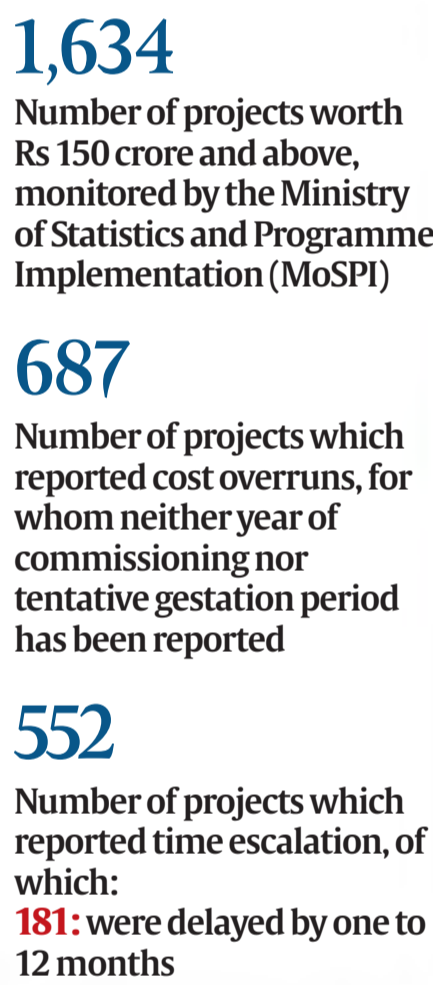 1,634
Number of projects worth
Rs 150 crore and above,
monitored by the Ministry
of Statistics and Programme
Implementation (MoSPI)
687
Number of projects which
reported cost overruns, for
whom neither year of
commissioning nor
tentative gestation period
has been reported
552
Number of projects which
reported time escalation, of
which:
181: were delayed by one to
12 months